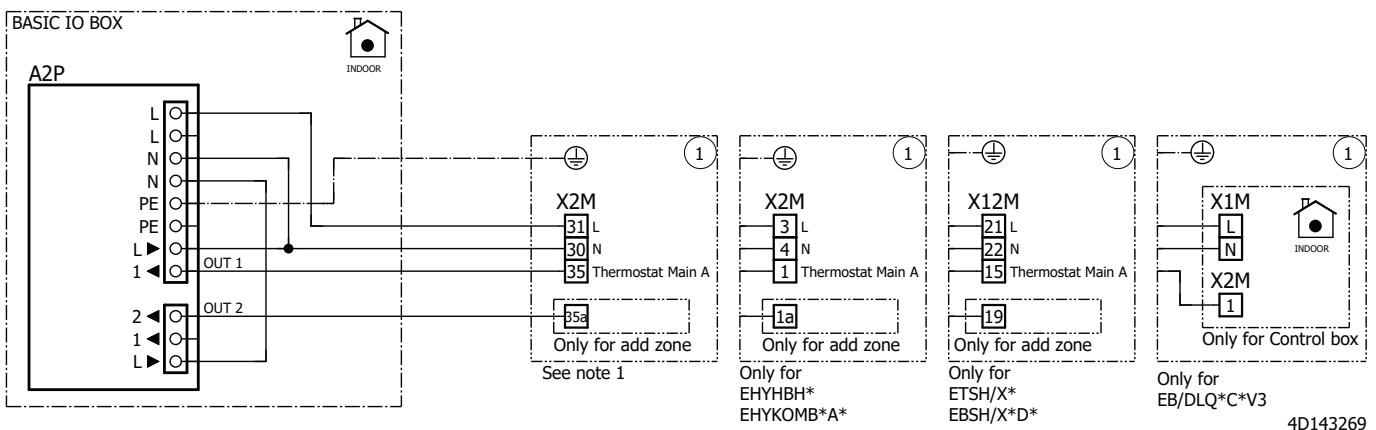 BASIC IO BOX
INDOOR
A2P
L
L
N
N
PE
PE
L ▶
1 ◀ OUT 1
2 ◀ OUT 2
1 ◀
L ▶
1
X2M
31 L
30 N
35 Thermostat Main A
35a
Only for add zone
See note 1
1
X2M
3 L
4 N
1 Thermostat Main A
1a
Only for add zone
Only for
EHYHBH*
EHYKOMB*A*
1
X12M
21 L
22 N
15 Thermostat Main A
19
Only for add zone
Only for
ETSH/X*
EBSH/X*D*
1
X1M
L
N
INDOOR
X2M
1
Only for Control box
Only for
EB/DLQ*C*V3
4D143269